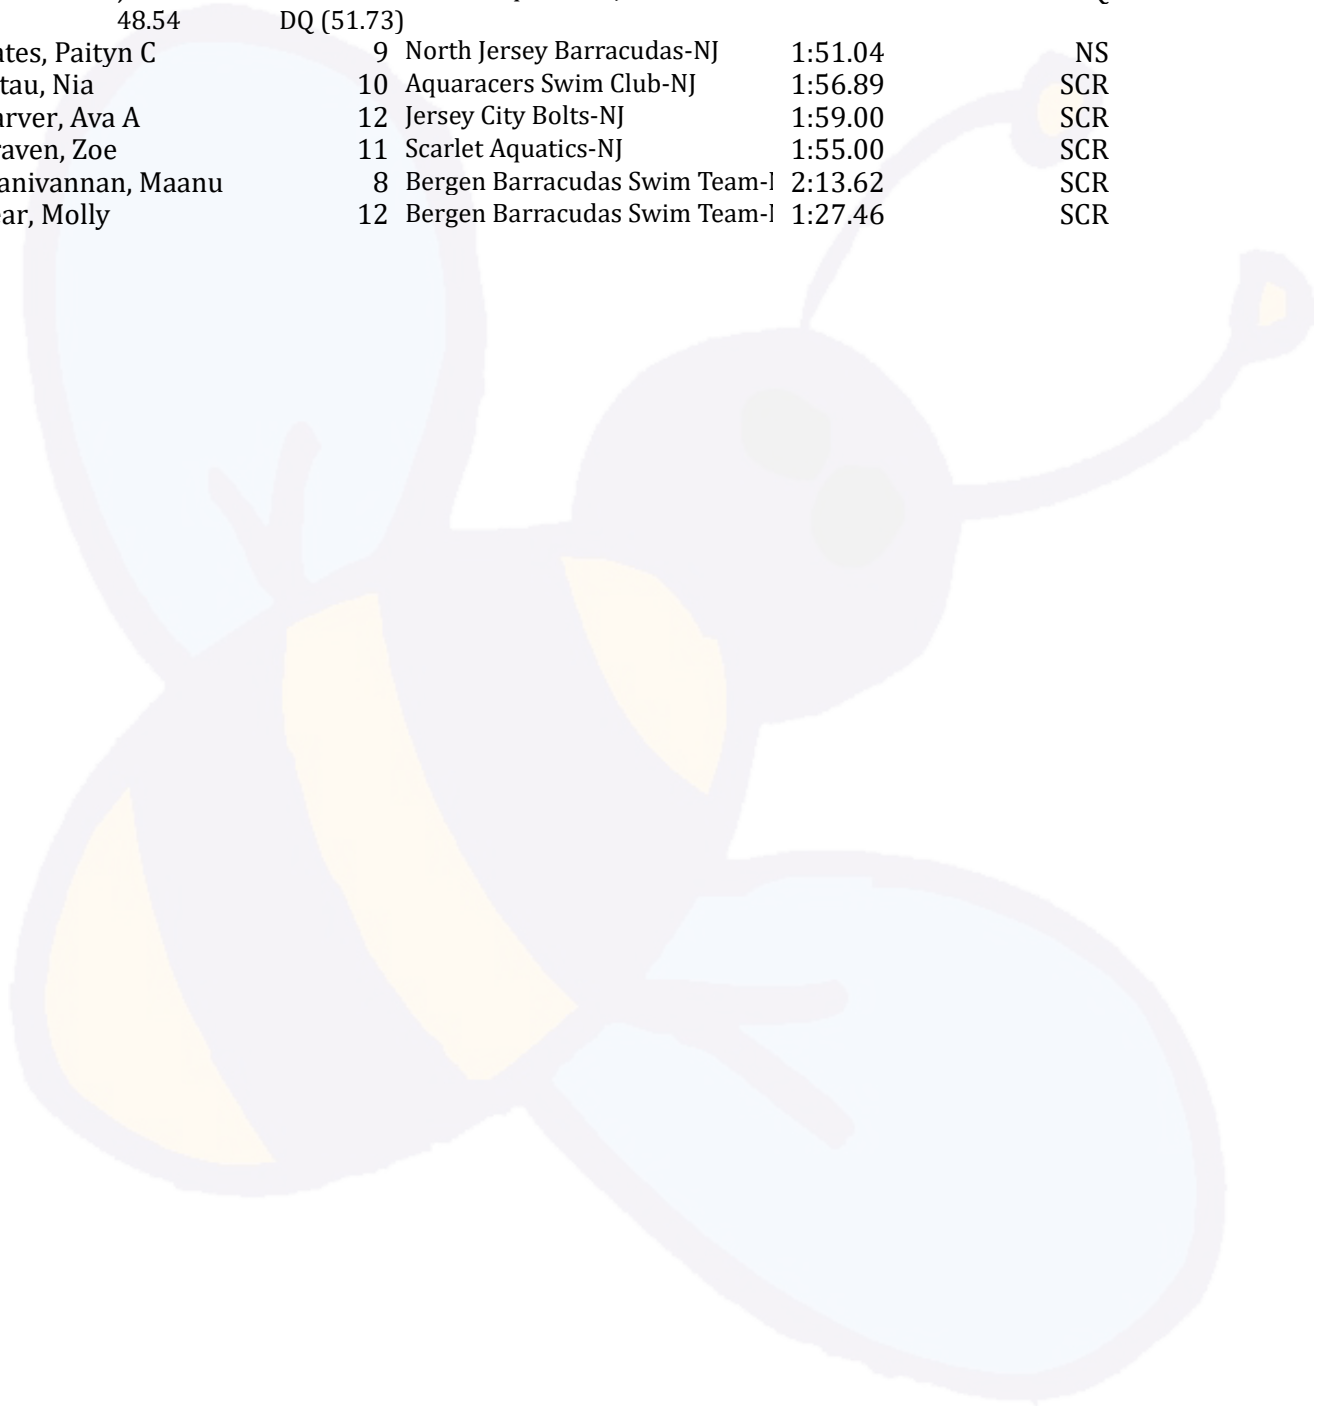 48.54 DQ (51.73)
ates, Paityn C 9 North Jersey Barracudas-NJ 1:51.04 NS
tau, Nia 10 Aquaracers Swim Club-NJ 1:56.89 SCR
arver, Ava A 12 Jersey City Bolts-NJ 1:59.00 SCR
raven, Zoe 11 Scarlet Aquatics-NJ 1:55.00 SCR
anivannan, Maanu 8 Bergen Barracudas Swim Team-N 2:13.62 SCR
ear, Molly 12 Bergen Barracudas Swim Team-N 1:27.46 SCR